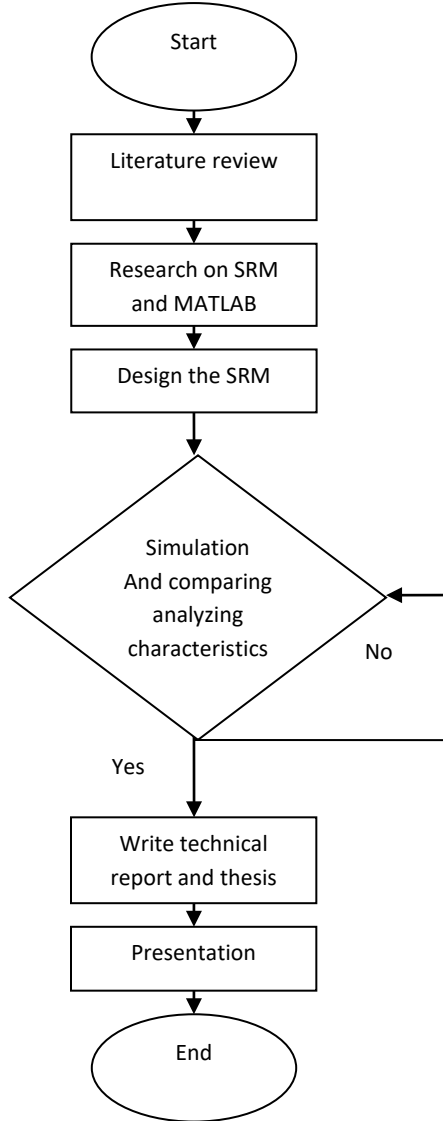 Start
Literature review
Research on SRM
and MATLAB
Design the SRM
Simulation
And comparing
analyzing
characteristics
No
Yes
Write technical
report and thesis
Presentation
End